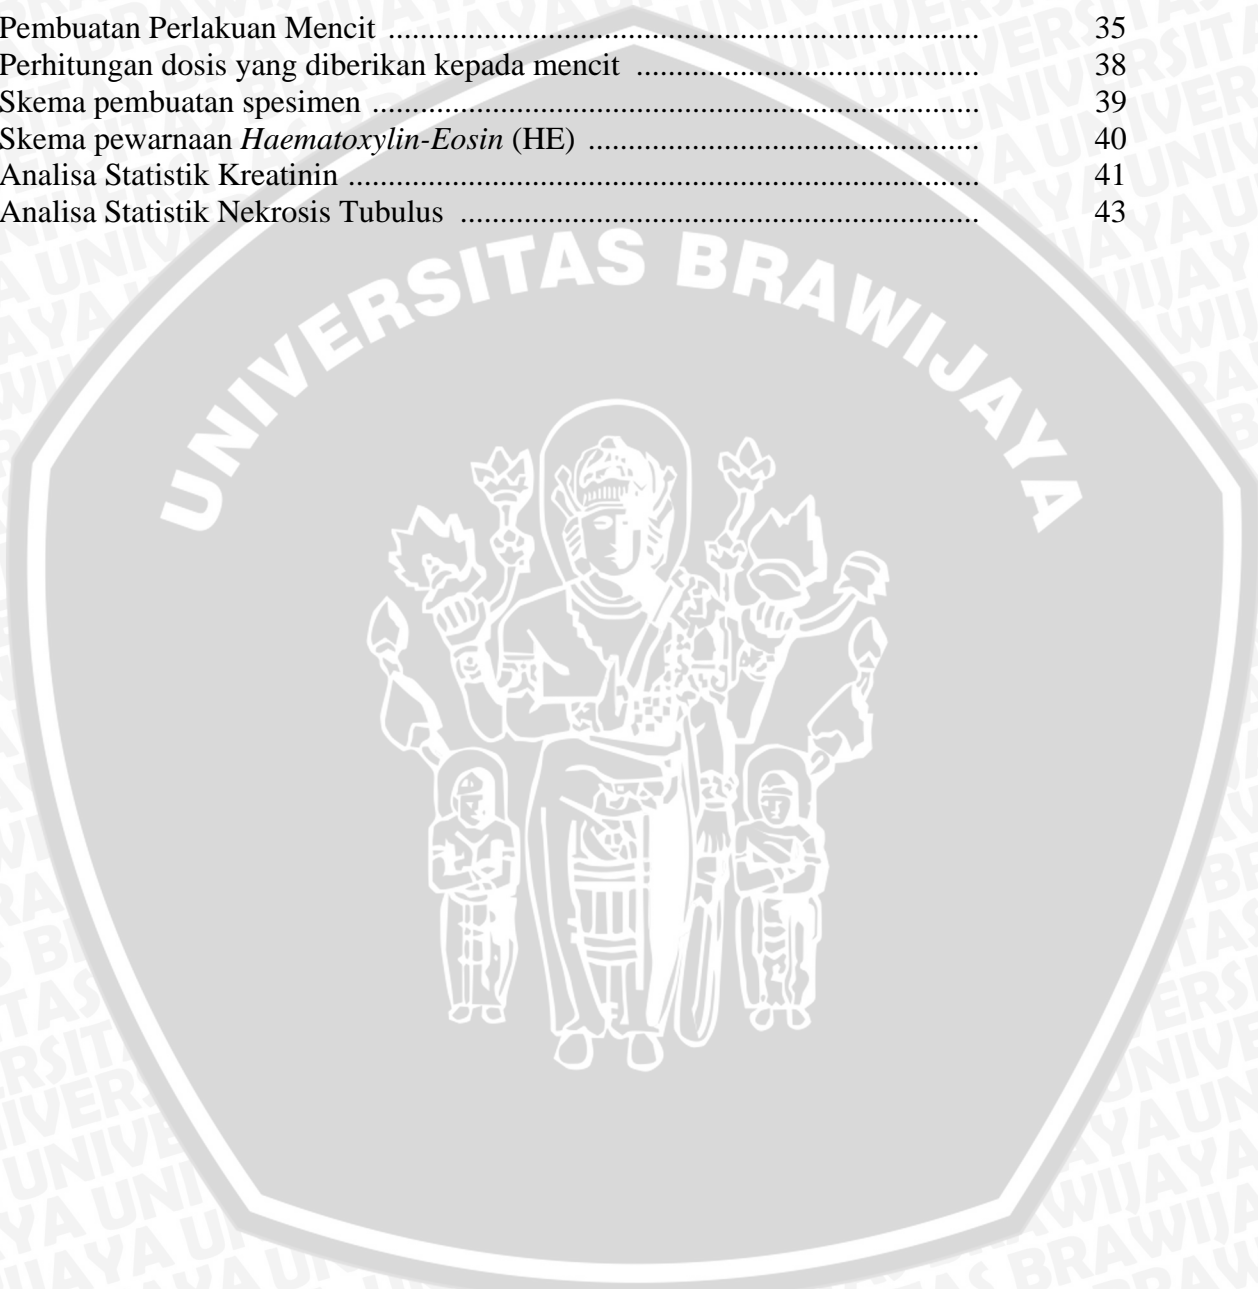 Pembuatan Perlakuan Mencit ........................................................................... 35
Perhitungan dosis yang diberikan kepada mencit ........................................... 38
Skema pembuatan spesimen ............................................................................. 39
Skema pewarnaan Haematoxylin-Eosin (HE) ................................................. 40
Analisa Statistik Kreatinin ................................................................................ 41
Analisa Statistik Nekrosis Tubulus .................................................................. 43
UNIVERSITAS BRAWIJAYA